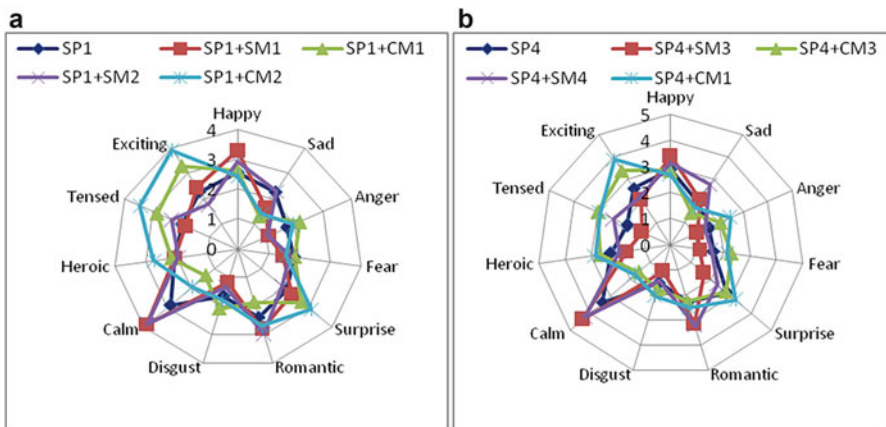 a
SP1 SP1+SM1 SP1+CM1
SP1+SM2 SP1+CM2
Happy
4
Exciting Sad
3
Tensed 2 Anger
1
0
Heroic Fear
Calm Surprise
Disgust Romantic
b
SP4 SP4+SM3 SP4+CM3
SP4+SM4 SP4+CM1
Happy
5
Exciting 4 Sad
3
Tensed 2 Anger
1
0
Heroic Fear
Calm Surprise
Disgust Romantic